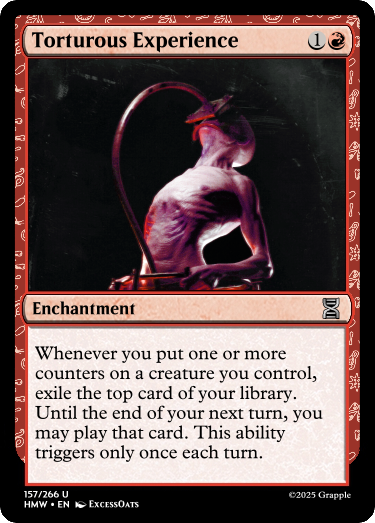 Torturous Experience 1
Enchantment
Whenever you put one or more
counters on a creature you control,
exile the top card of your library.
Until the end of your next turn, you
may play that card. This ability
triggers only once each turn.
157/266 U
HMW • EN ExcessOats
©2025 Grapple